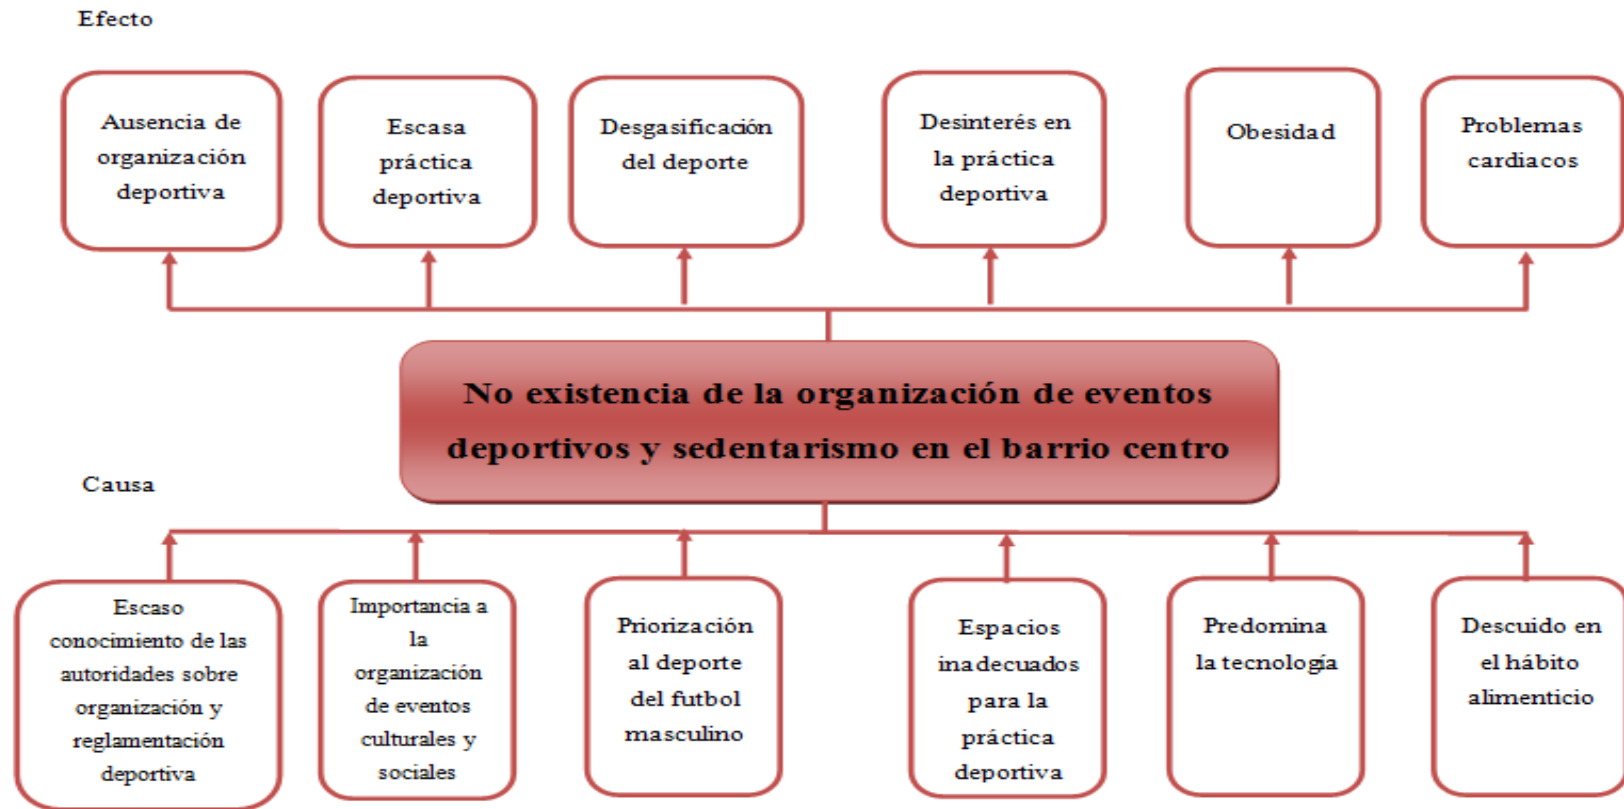 Efecto
Ausencia de
organización
deportiva
Escasa
práctica
deportiva
Desgasificación
del deporte
Desinterés en
la práctica
deportiva
Obesidad
Problemas
cardiacos
No existencia de la organización de eventos
deportivos y sedentarismo en el barrio centro
Causa
Escaso
conocimiento de las
autoridades sobre
organización y
reglamentación
deportiva
Importancia a
la
organización
de eventos
culturales y
sociales
Priorización
al deporte
del futbol
masculino
Espacios
inadecuados
para la
práctica
deportiva
Predomina
la tecnología
Descuido en
el hábito
alimenticio